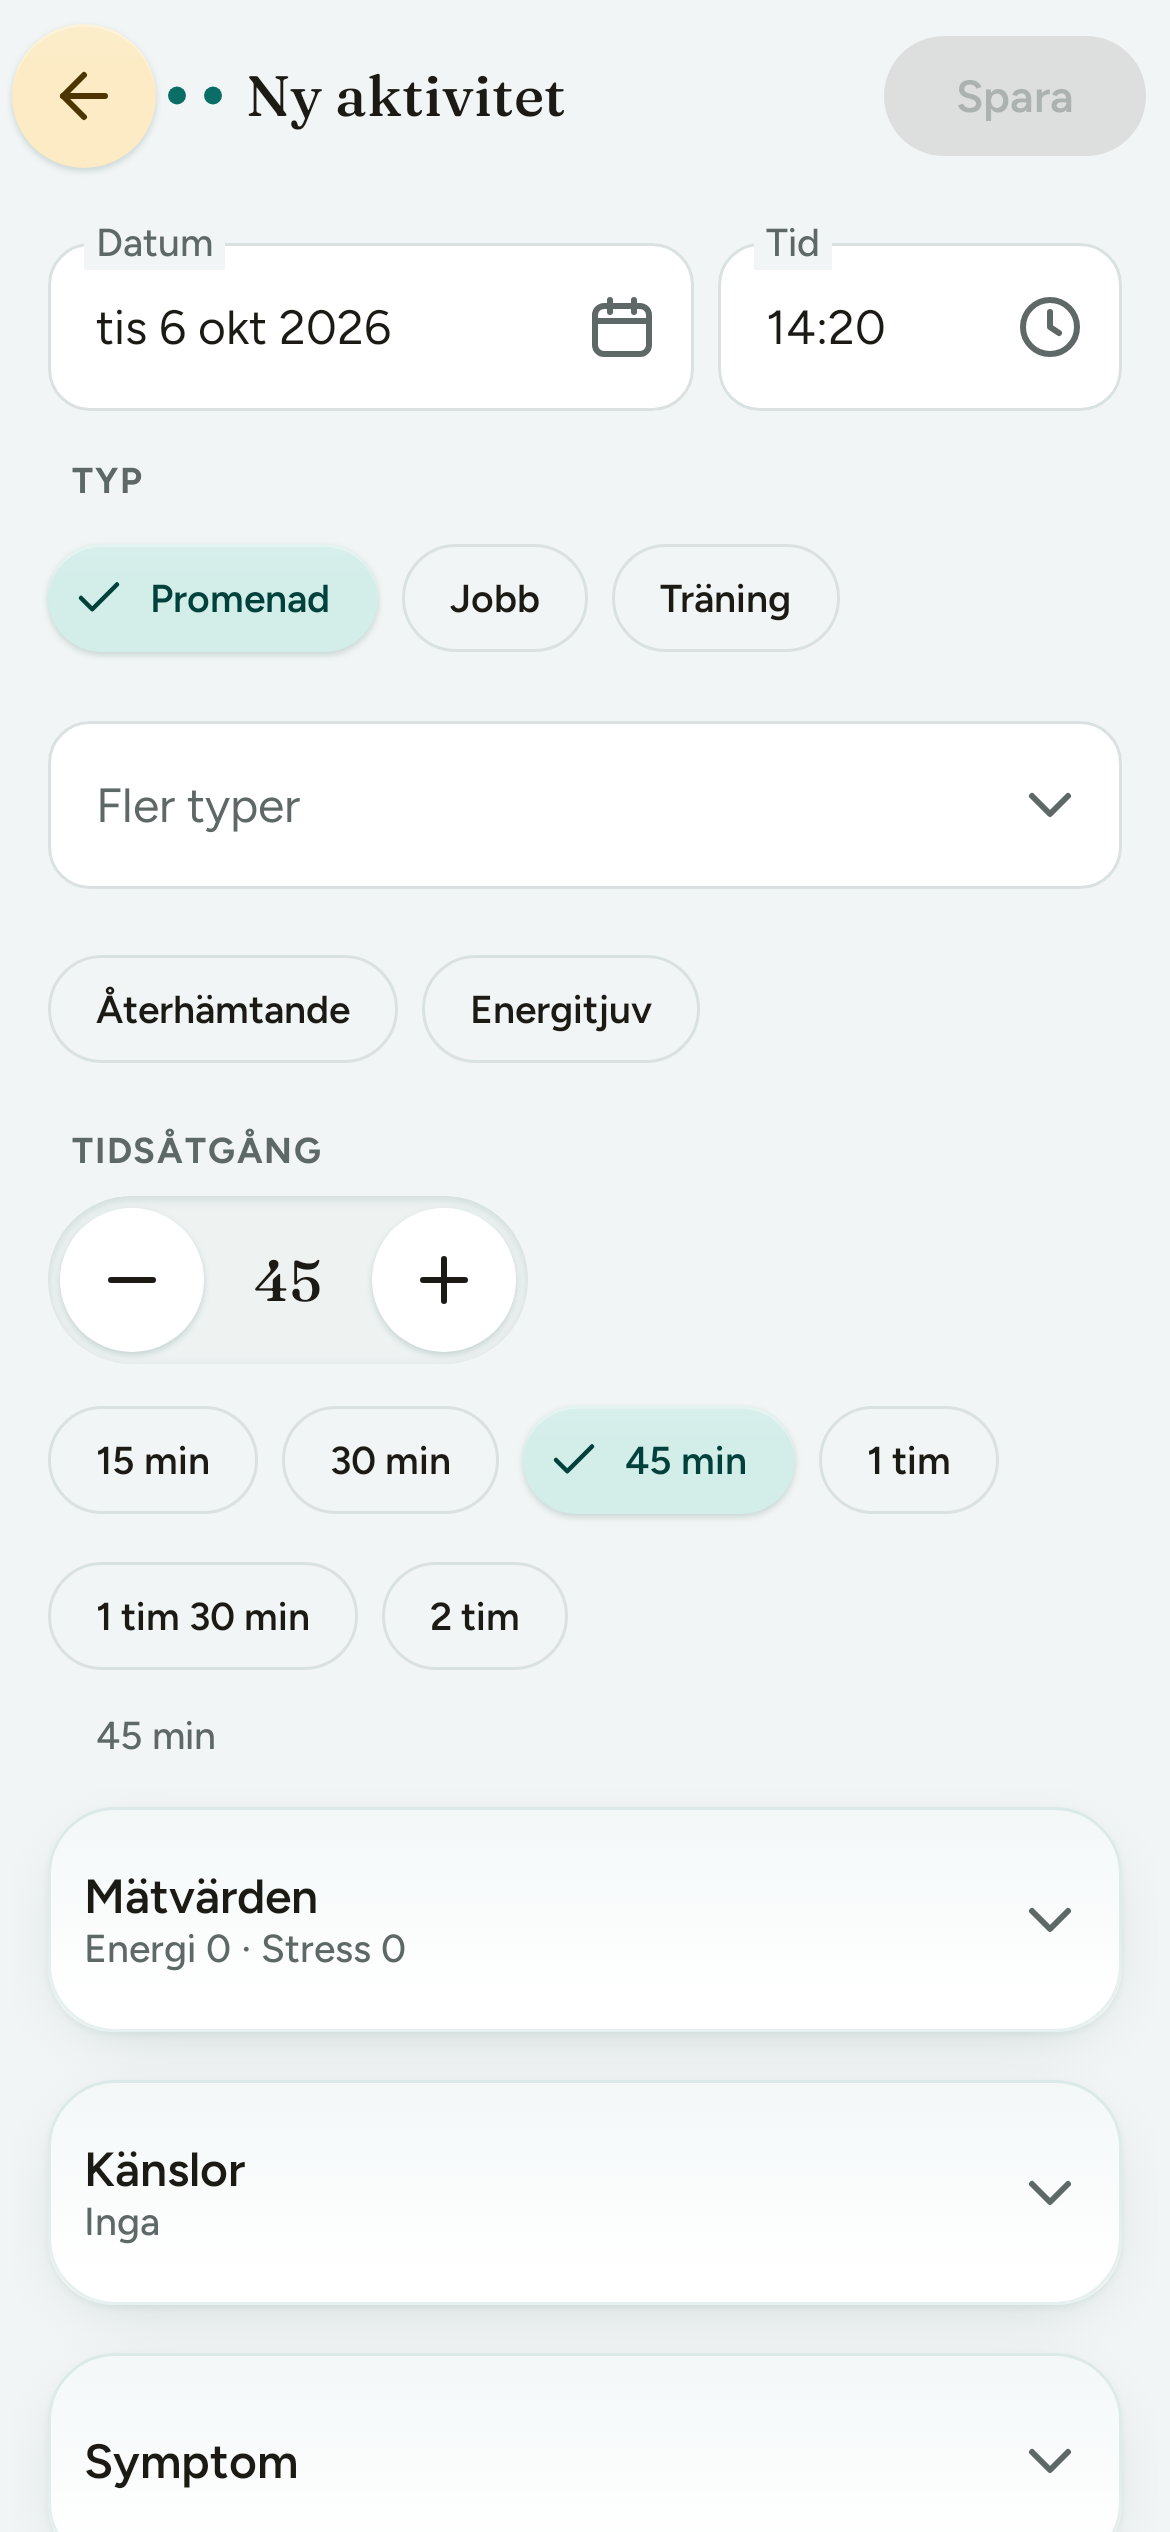 Ny aktivitet
Spara
Datum
Tid
tis 6 okt 2026
14:20
TYP
Promenad
Jobb
Träning
Fler typer
Återhämtande
Energitjuv
TIDSÅTGÅNG
45
15 min
30 min
45 min
1 tim
1 tim 30 min
2 tim
45 min
Mätvärden
Energi 0 · Stress 0
Känslor
Inga
Symptom